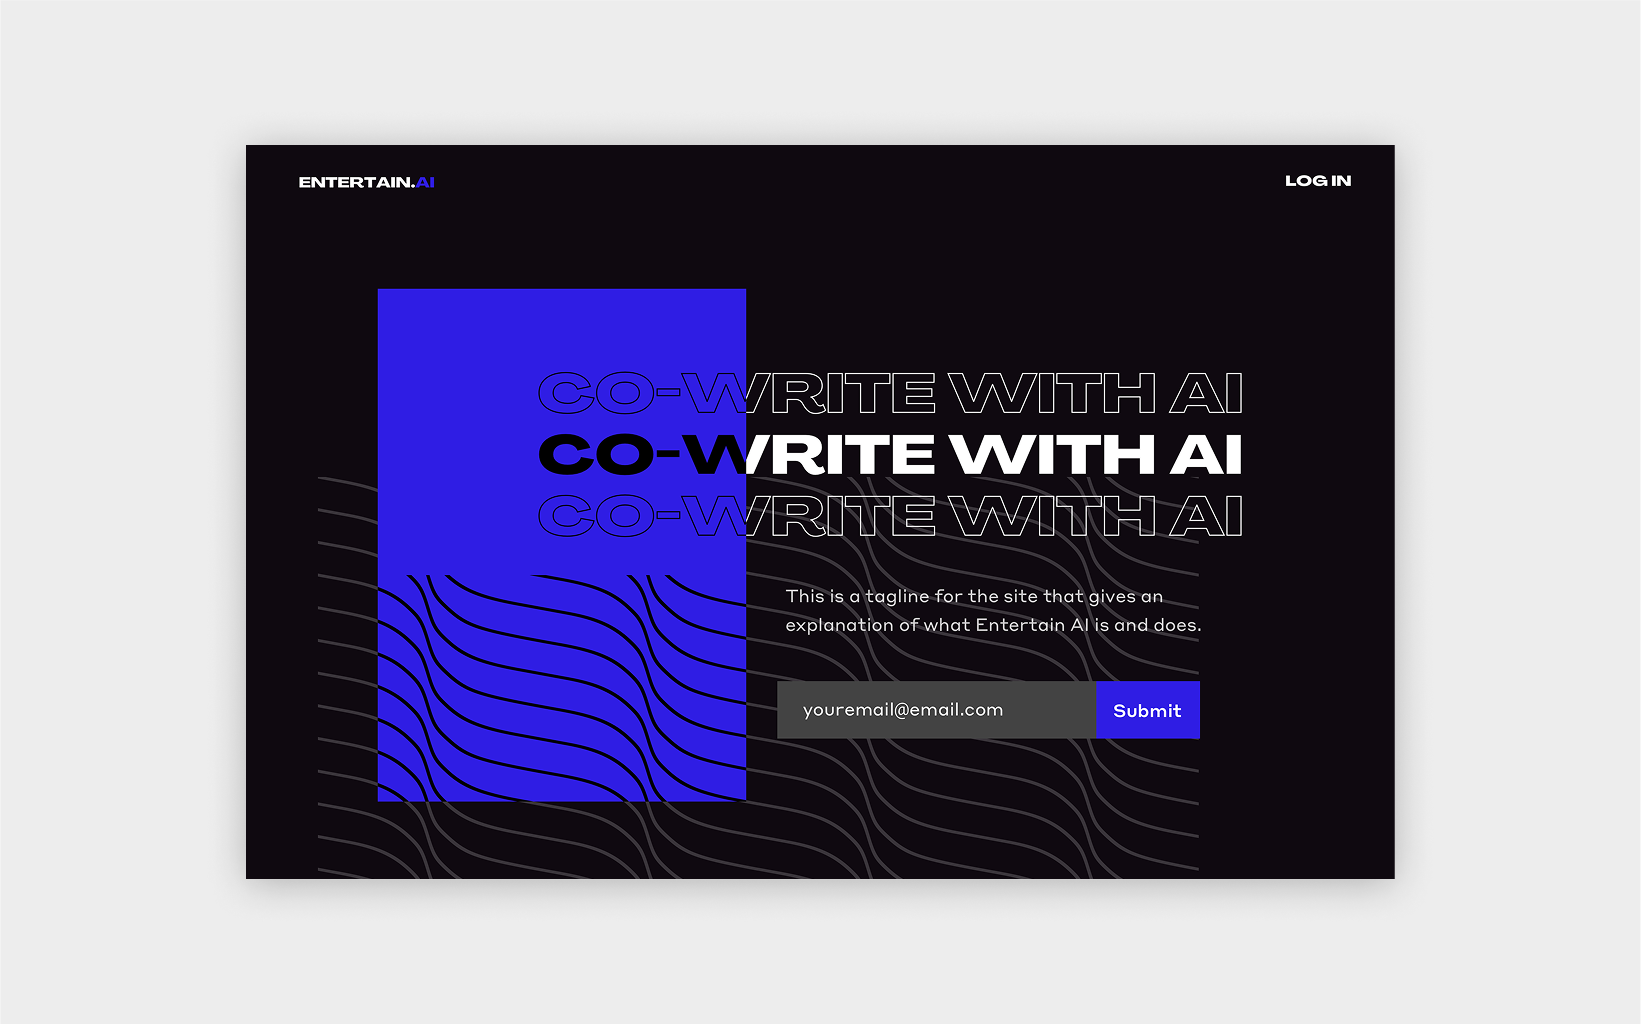 ENTERTAIN.AI
LOG IN
CO-WRITE WITH AI
CO-WRITE WITH AI
CO-WRITE WITH AI
This is a tagline for the site that gives an
explanation of what Entertain AI is and does.
youremail@email.com
Submit